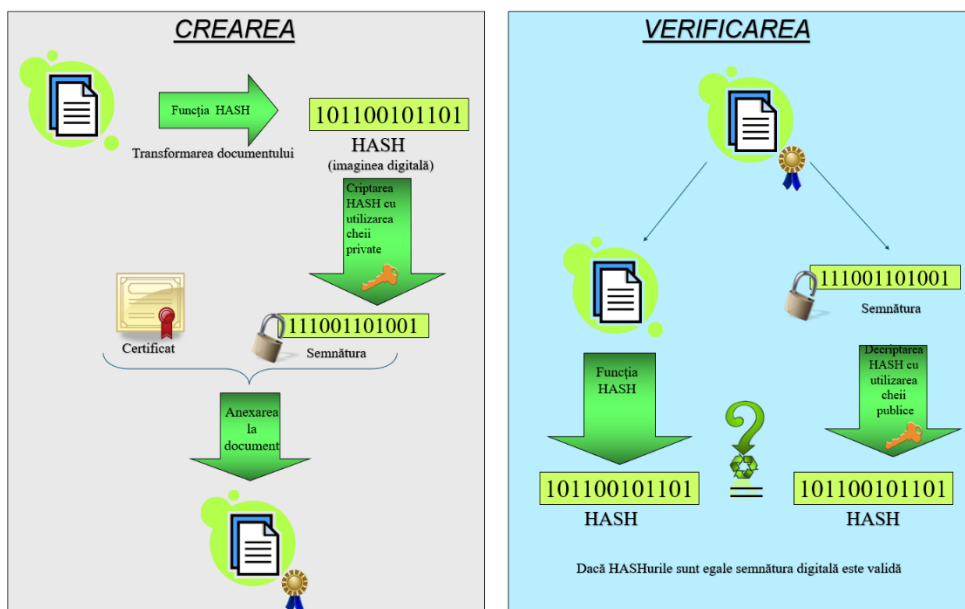 CREAREA
Funcția HASH
Transformarea documentului
101100101101
HASH
(imaginea digitală)
Criptarea
HASH cu
utilizarea
cheii
private
Certificat
111001101001
Semnătura
Anexarea
la
document
VERIFICAREA
111001101001
Semnătura
Funcția
HASH
Decriptarea
HASH cu
utilizarea
cheii
publice
101100101101
HASH
101100101101
HASH
Dacă HASHurile sunt egale semnătura digitală este validă